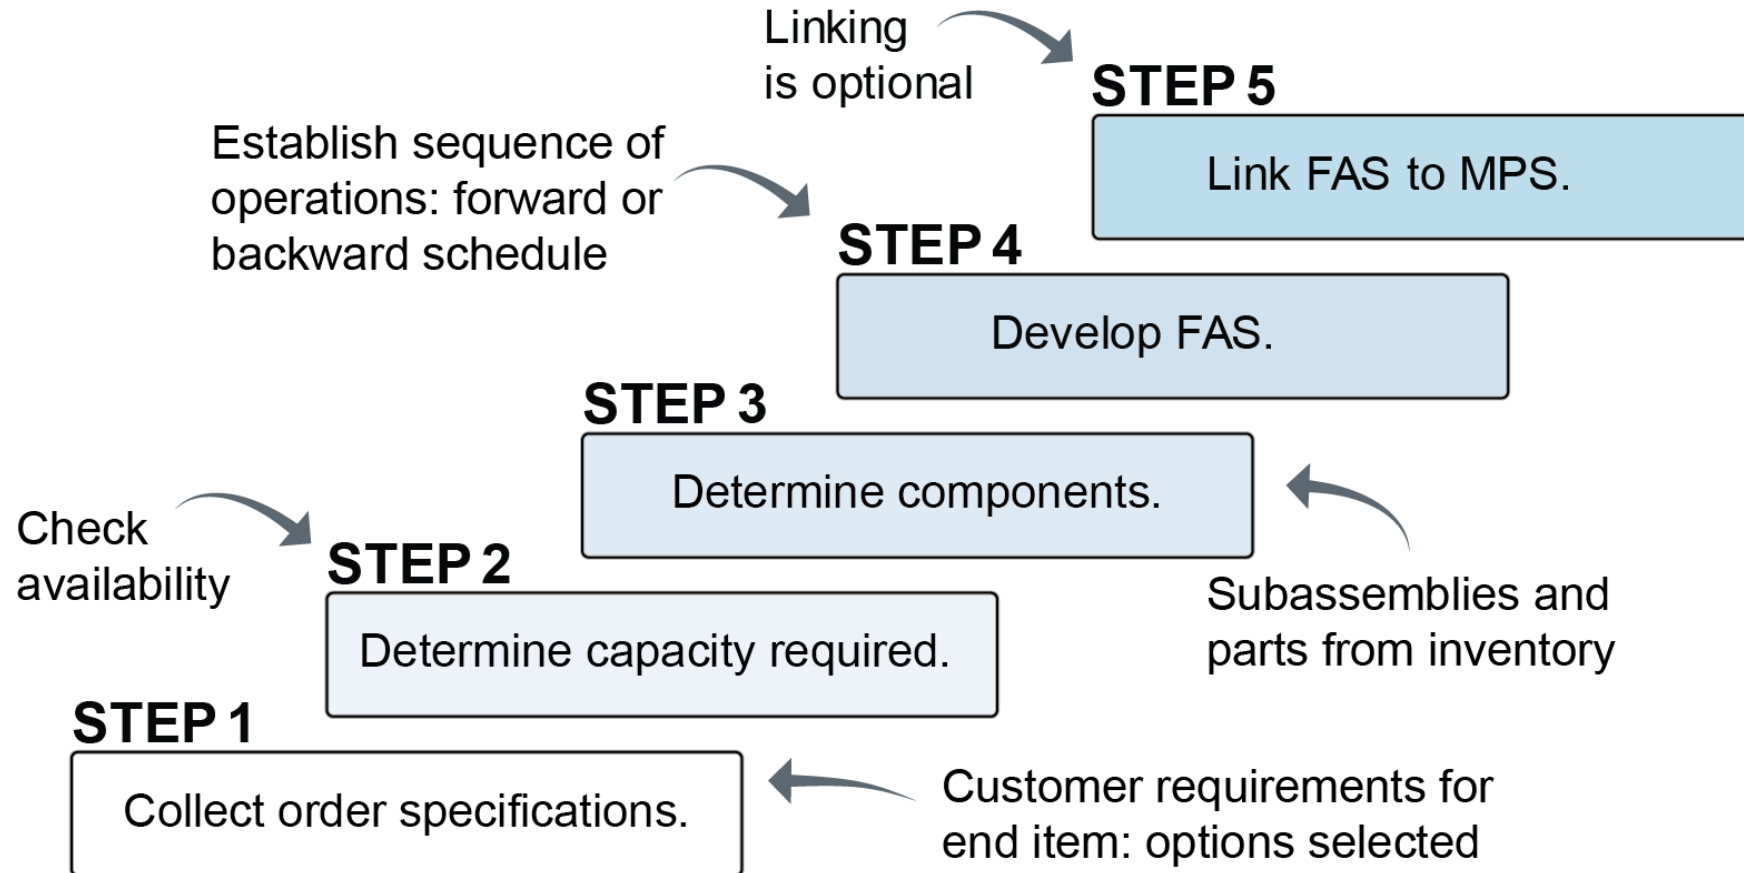 Linking
is optional
STEP 5
Link FAS to MPS.
Establish sequence of
operations: forward or
backward schedule
STEP 4
Develop FAS.
STEP 3
Determine components.
Subassemblies and
parts from inventory
Check
availability
STEP 2
Determine capacity required.
STEP 1
Collect order specifications.
Customer requirements for
end item: options selected